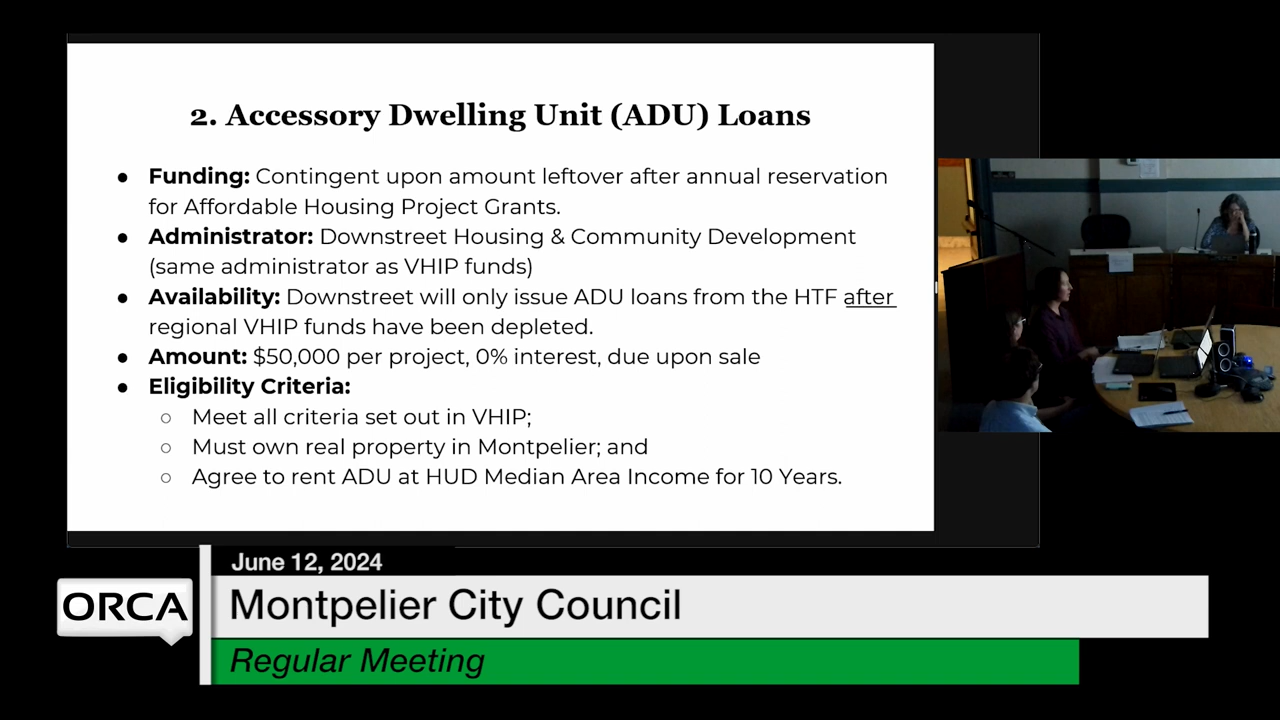 2. Accessory Dwelling Unit (ADU) Loans
● Funding: Contingent upon amount leftover after annual reservation
for Affordable Housing Project Grants.
● Administrator: Downstreet Housing & Community Development
(same administrator as VHIP funds)
● Availability: Downstreet will only issue ADU loans from the HTF after
regional VHIP funds have been depleted.
● Amount: $50,000 per project, 0% interest, due upon sale
● Eligibility Criteria:
○ Meet all criteria set out in VHIP;
○ Must own real property in Montpelier; and
○ Agree to rent ADU at HUD Median Area Income for 10 Years.
June 12, 2024
ORCA
Montpelier City Council
Regular Meeting